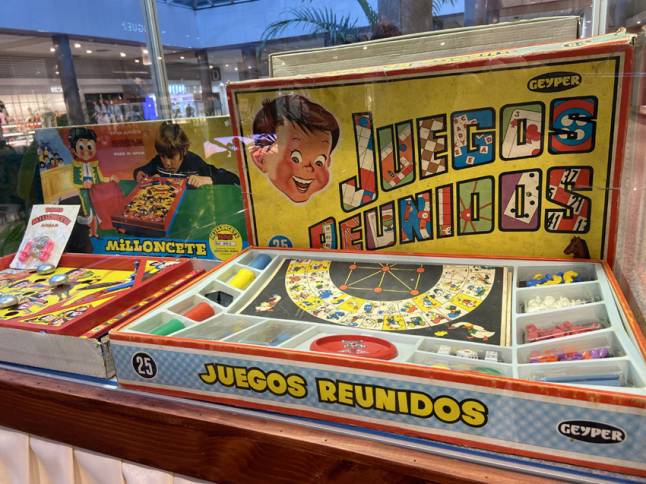 GEYPER
JUEGOS
REUNIDOS
25
MILLONCETE
25
JUEGOS REUNIDOS
GEYPER